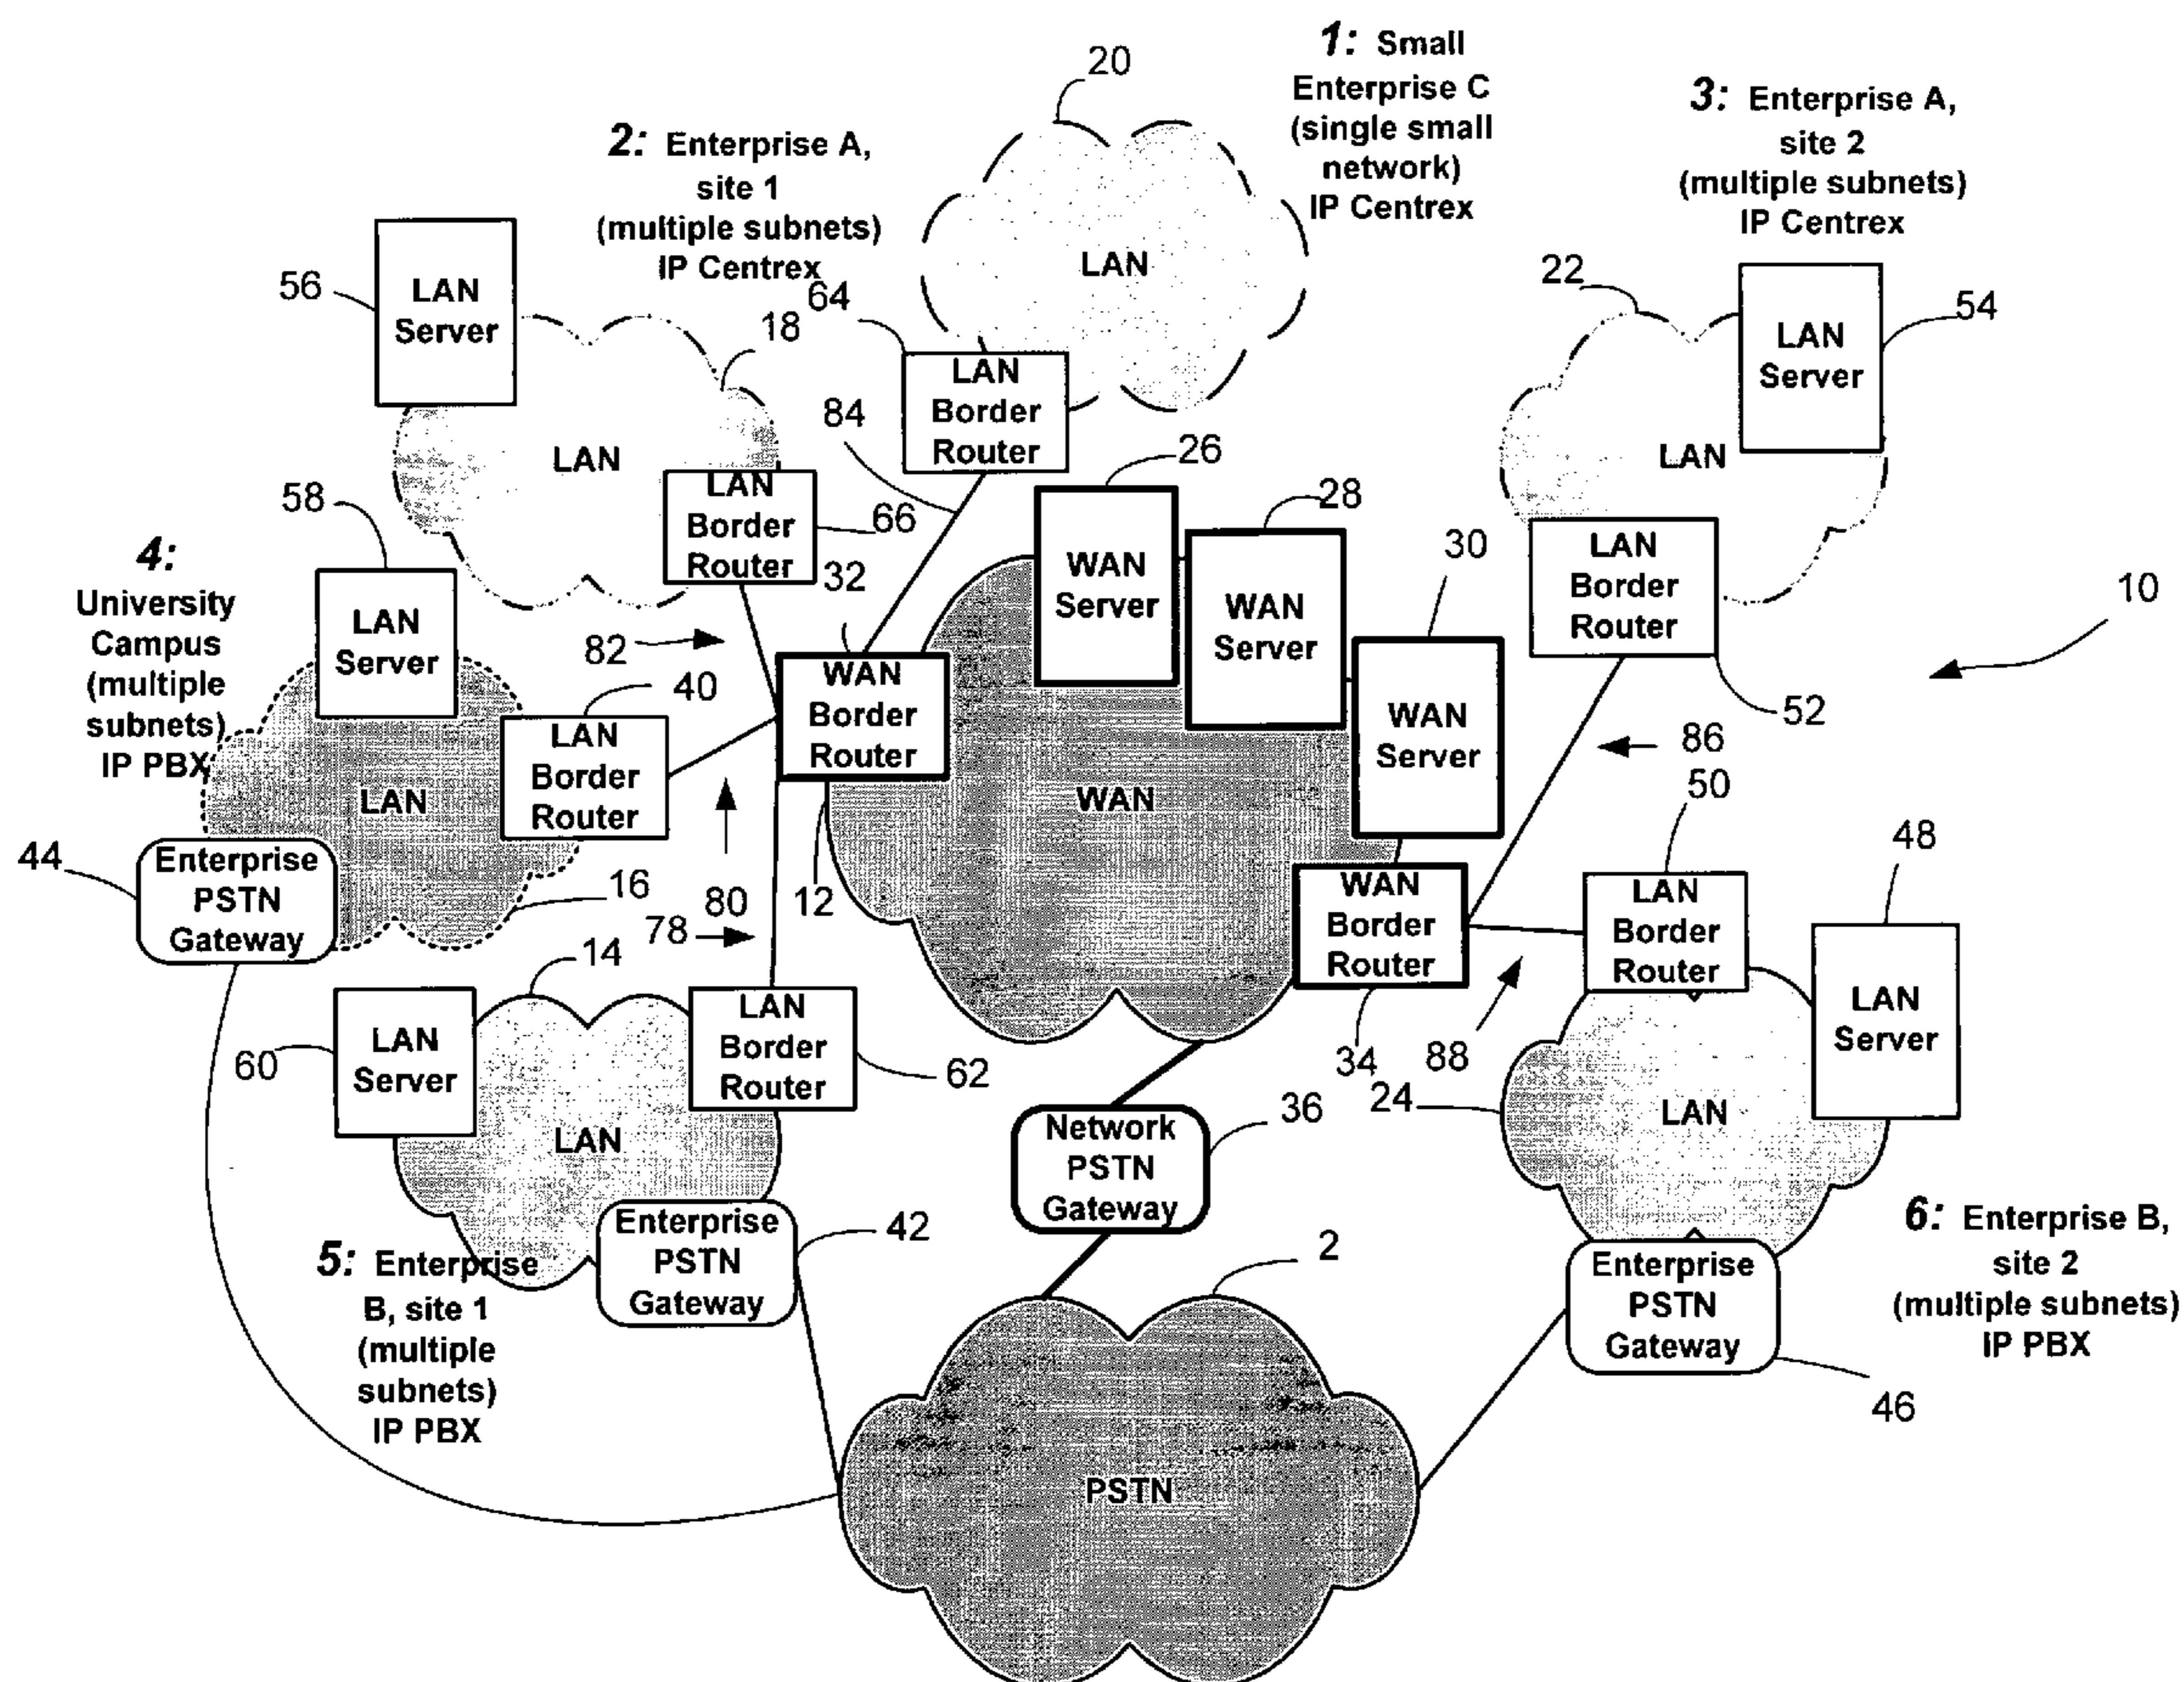 20
1: Small
Enterprise C
(single small
network)
IP Centrex
3: Enterprise A,
site 2
(multiple subnets)
IP Centrex
2: Enterprise A,
site 1
(multiple subnets)
IP Centrex
LAN
56
LAN
Server
64
18
22
LAN
Server
54
LAN
Border
Router
84
LAN
26
LAN
58
LAN
Border
Router
66
28
4:
University
Campus
(multiple
subnets)
IP PBX
LAN
Server
32
WAN
Server
WAN
Server
30
LAN
Border
Router
10
82
40
WAN
Border
Router
WAN
Server
52
86
LAN
Border
Router
LAN
WAN
50
44
Enterprise
PSTN
Gateway
16
80
12
78
WAN
Border
Router
LAN
Border
Router
48
14
LAN
Server
60
LAN
Server
LAN
Border
Router
62
34
88
24
LAN
LAN
36
Network
PSTN
Gateway
Enterprise
PSTN
Gateway
42
2
5: Enterprise
B, site 1
(multiple
subnets)
IP PBX
6: Enterprise B,
site 2
(multiple subnets)
IP PBX
Enterprise
PSTN
Gateway
46
PSTN